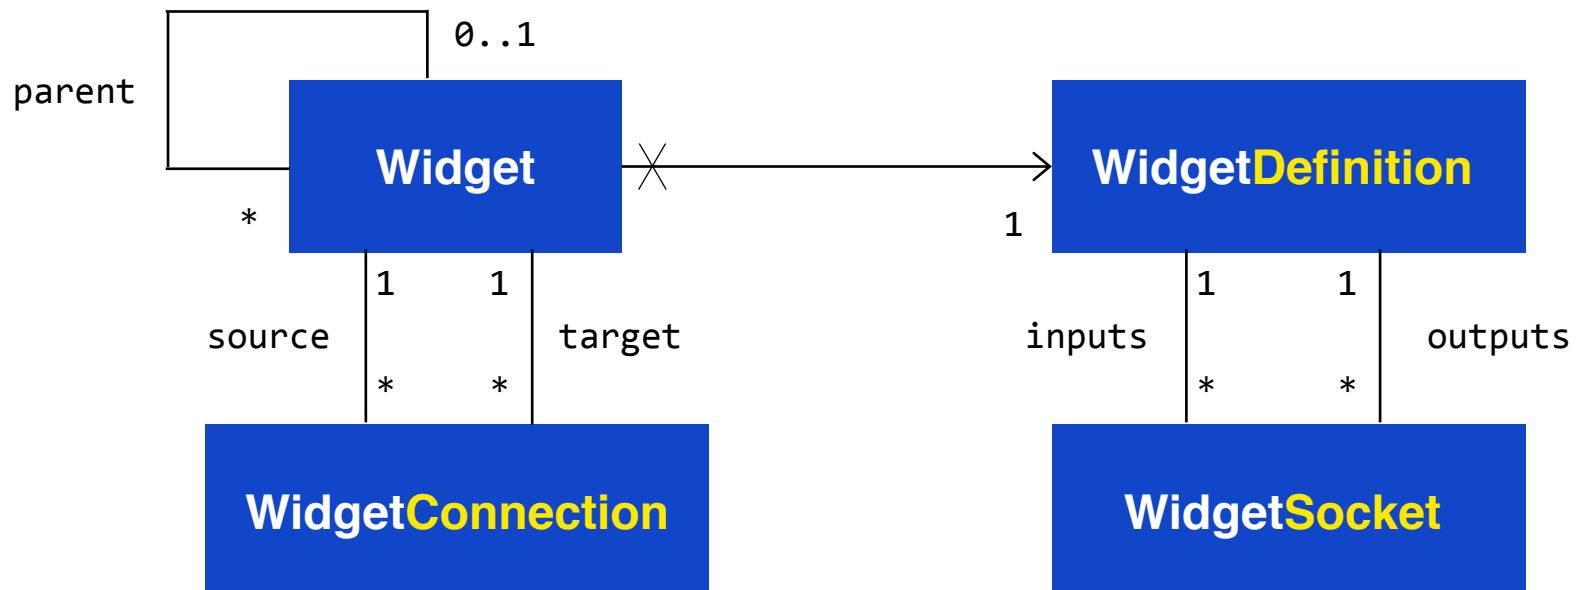 0..1
parent
Widget
WidgetDefinition
*
1
1 1
1 1
source target
inputs outputs
* *
* *
WidgetConnection
WidgetSocket